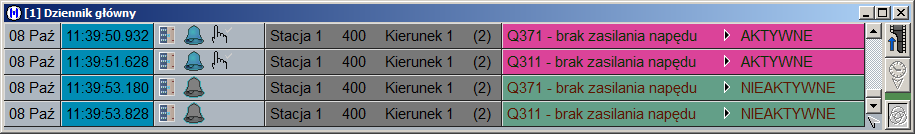 [1] Dziennik główny
08 Paź 11:39:50.932 Stacja 1 400 Kierunek 1 (2) Q371 - brak zasilania napędu AKTYWNE
08 Paź 11:39:51.628 Stacja 1 400 Kierunek 1 (2) Q311 - brak zasilania napędu AKTYWNE
08 Paź 11:39:53.180 Stacja 1 400 Kierunek 1 (2) Q371 - brak zasilania napędu NIEAKTYWNE
08 Paź 11:39:53.828 Stacja 1 400 Kierunek 1 (2) Q311 - brak zasilania napędu NIEAKTYWNE